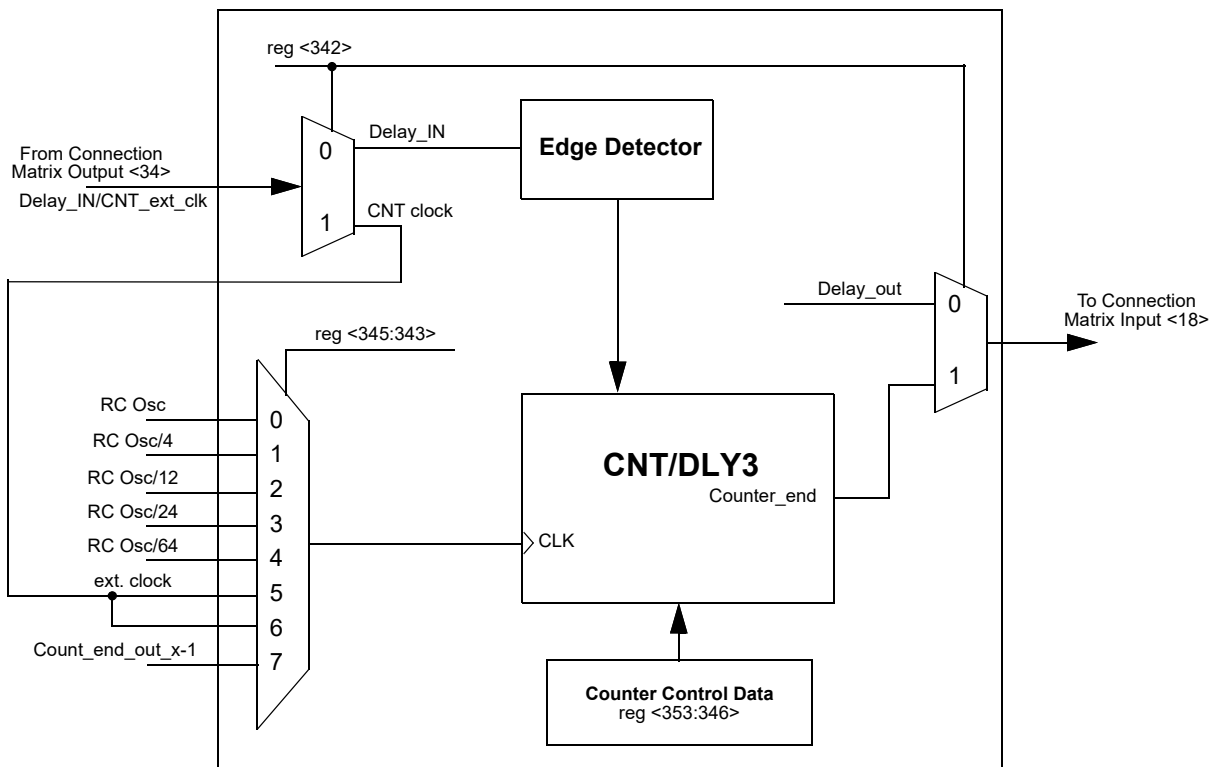 reg <342>
From Connection
Matrix Output <34>
Delay_IN/CNT_ext_clk
0
1
Delay_IN
CNT clock
Edge Detector
Delay_out
0
1
To Connection
Matrix Input <18>
reg <345:343>
RC Osc
0
RC Osc/4
1
RC Osc/12
2
RC Osc/24
3
RC Osc/64
4
ext. clock
5
6
Count_end_out_x-1
7
CNT/DLY3
Counter_end
CLK
Counter Control Data
reg <353:346>